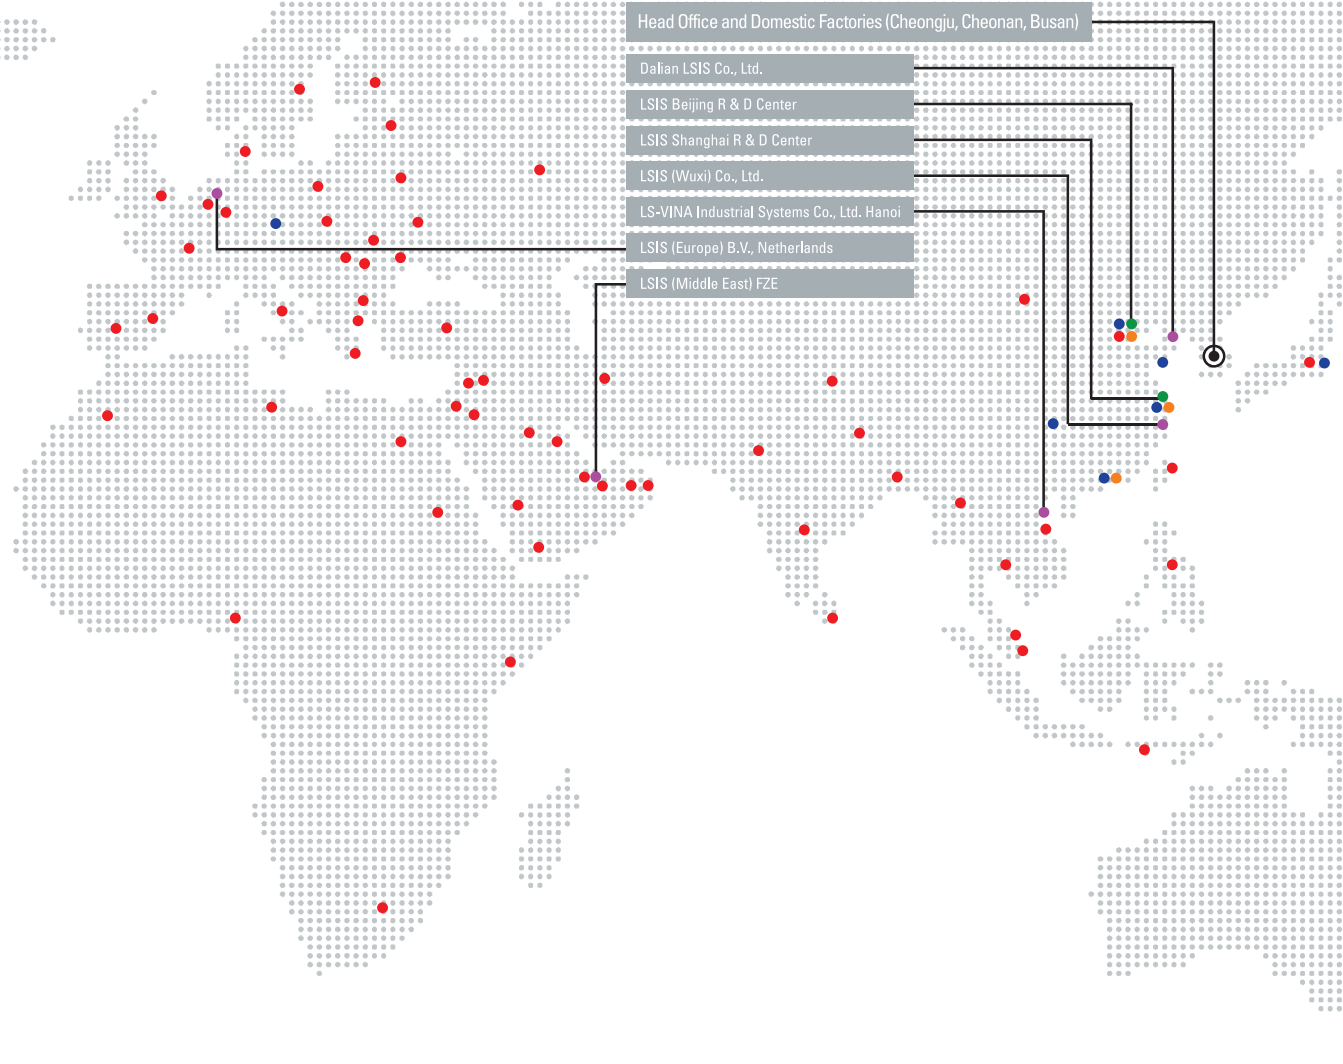 Head Office and Domestic Factories (Cheongju, Cheonan, Busan)
Dalian LSIS Co., Ltd.
LSIS Beijing R & D Center
LSIS Shanghai R & D Center
LSIS (Wuxi) Co., Ltd.
LS-VINA Industrial Systems Co., Ltd. Hanoi
LSIS (Europe) B.V., Netherlands
LSIS (Middle East) FZE